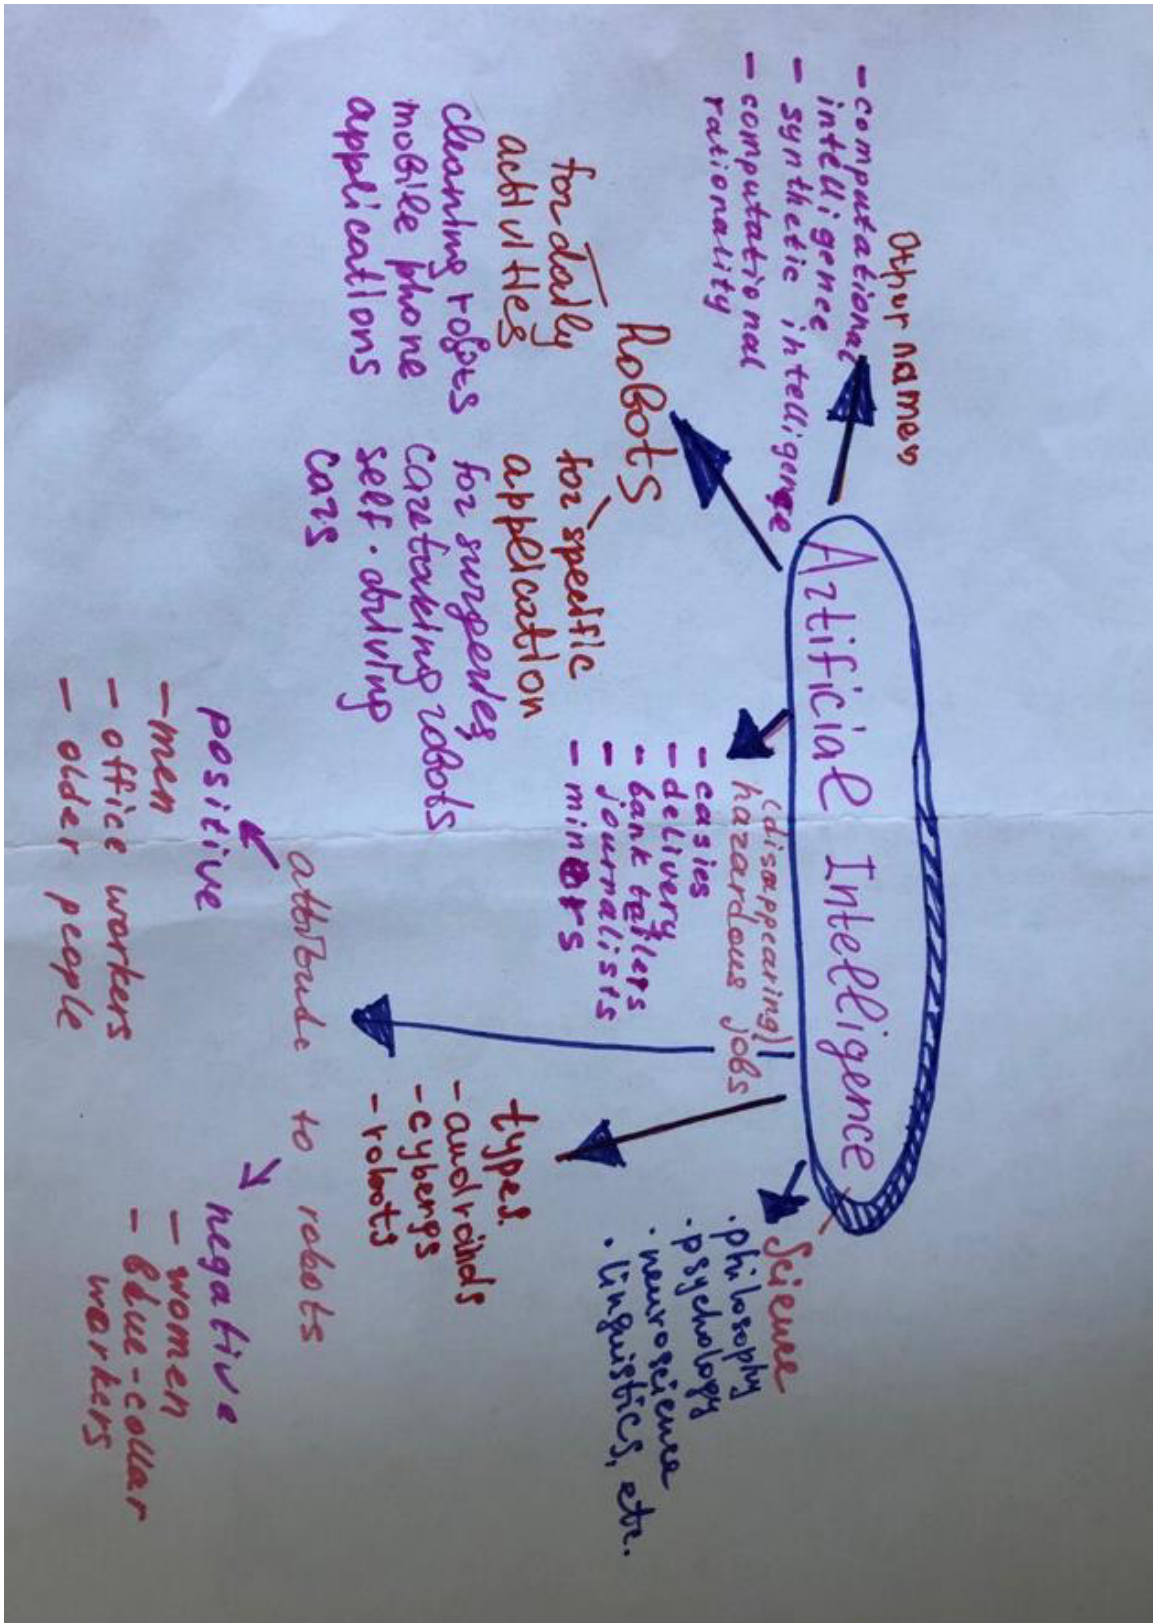 Artificial Intelligence
Other names
- computational
intelligence
- synthetic intelligence
- computational
rationality
Robots
for daily
activities
cleaning robots
mobile phone
applications
for specific
application
for surgeries,
caretaking robots
self-driving
cars
(disappearing)
hazardous jobs
- casies
- delivery
- bank tellers
- journalists
- miners
attitude to robots
positive
- men
- office workers
- older people
negative
- women
- blue-collar
workers
types
- androids
- cybergs
- robots
Science
· philosophy
· psychology
· neuroscience
· linguistics, etc.